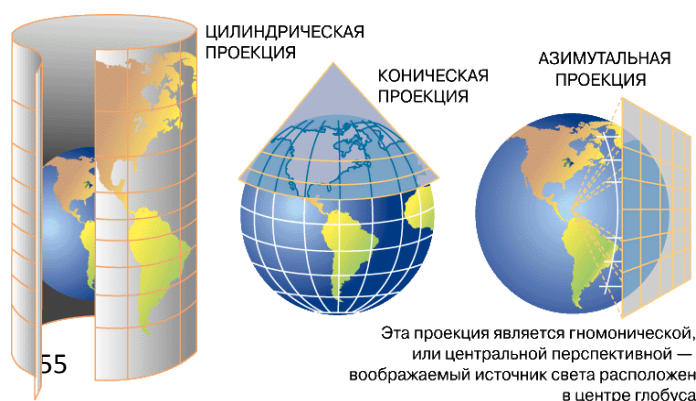 ЦИЛИНДРИЧЕСКАЯ
ПРОЕКЦИЯ
КОНИЧЕСКАЯ
ПРОЕКЦИЯ
АЗИМУТАЛЬНАЯ
ПРОЕКЦИЯ
55
Эта проекция является гномонической,
или центральной перспективной —
воображаемый источник света расположен
в центре глобуса